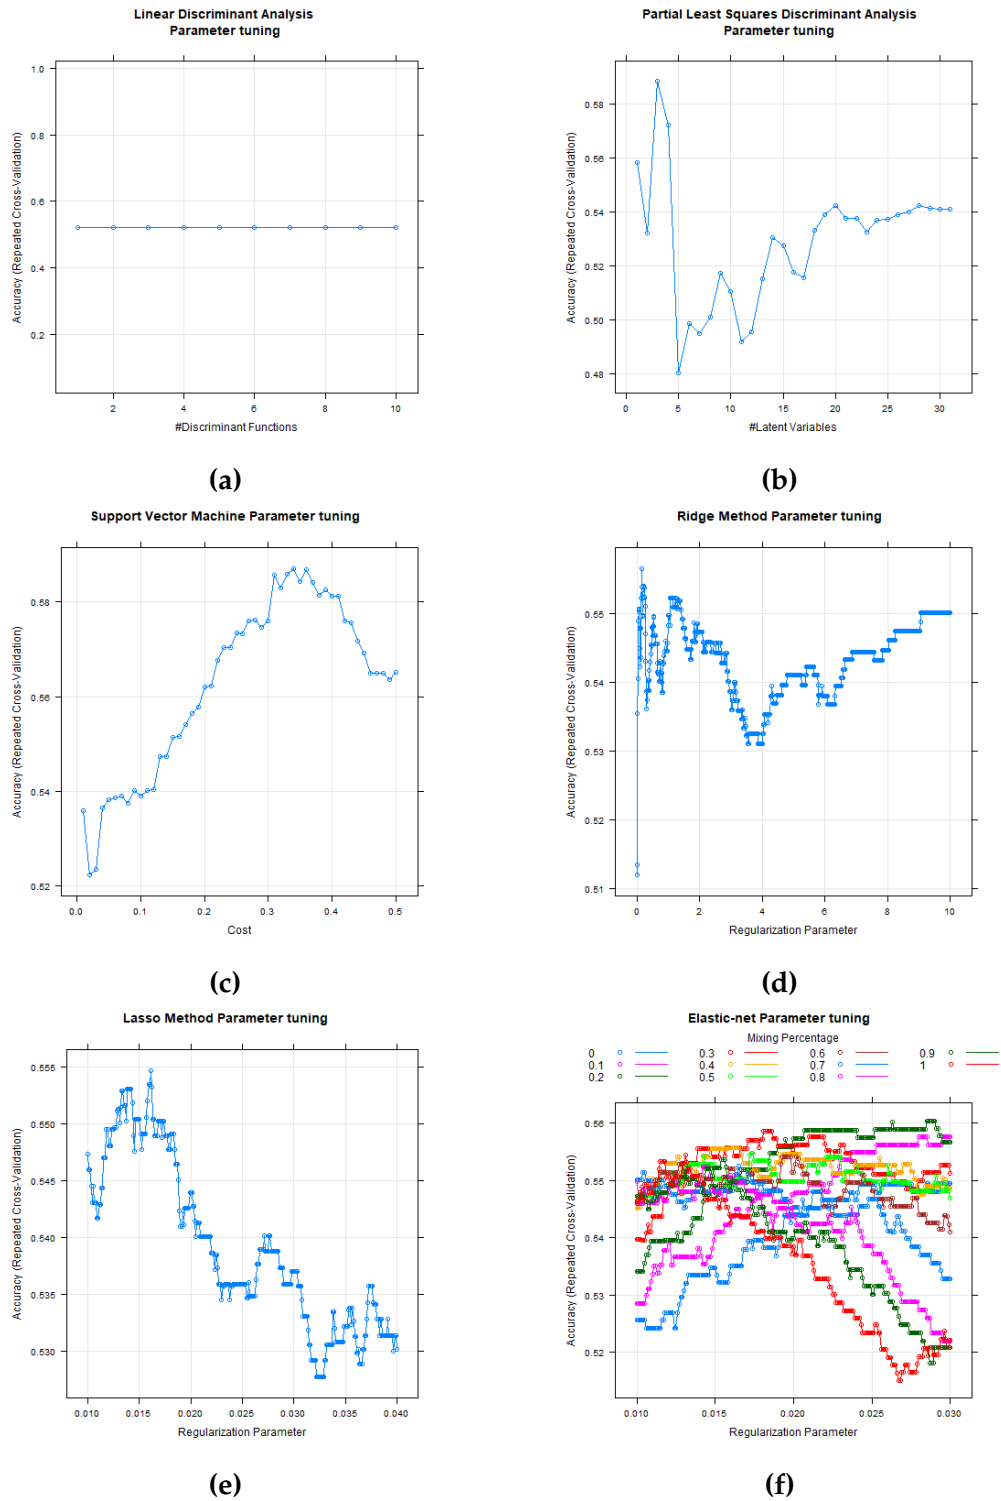 Linear Discriminant Analysis
Parameter tuning
Accuracy (Repeated Cross-Validation)
1.0
0.8
0.6
0.4
0.2
2 4 6 8 10
#Discriminant Functions
(a)
Partial Least Squares Discriminant Analysis
Parameter tuning
Accuracy (Repeated Cross-Validation)
0.58
0.56
0.54
0.52
0.50
0.48
0 5 10 15 20 25 30
#Latent Variables
(b)
Support Vector Machine Parameter tuning
Accuracy (Repeated Cross-Validation)
0.58
0.56
0.54
0.52
0.0 0.1 0.2 0.3 0.4 0.5
Cost
(c)
Ridge Method Parameter tuning
Accuracy (Repeated Cross-Validation)
0.55
0.54
0.53
0.52
0.51
0 2 4 6 8 10
Regularization Parameter
(d)
Lasso Method Parameter tuning
Accuracy (Repeated Cross-Validation)
0.555
0.550
0.545
0.540
0.535
0.530
0.010 0.015 0.020 0.025 0.030 0.035 0.040
Regularization Parameter
(e)
Elastic-net Parameter tuning
Mixing Percentage
0 0.3 0.6 0.9
0.1 0.4 0.7 1
0.2 0.5 0.8
Accuracy (Repeated Cross-Validation)
0.56
0.55
0.54
0.53
0.52
0.010 0.015 0.020 0.025 0.030
Regularization Parameter
(f)